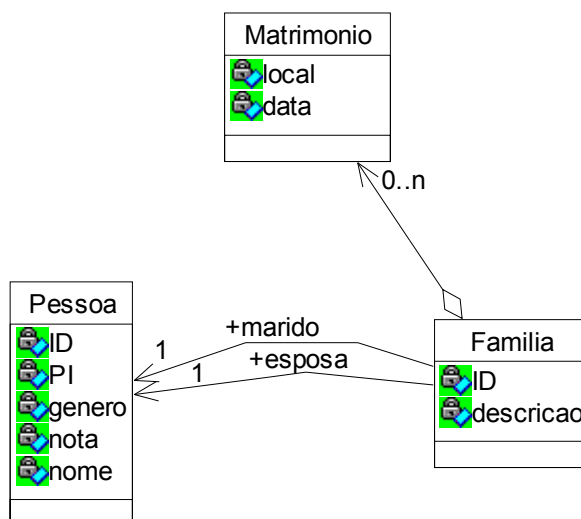 Matrimonio
local
data
0..n
Pessoa
ID
PI
genero
nota
nome
1
+marido
1
+esposa
Familia
ID
descricao